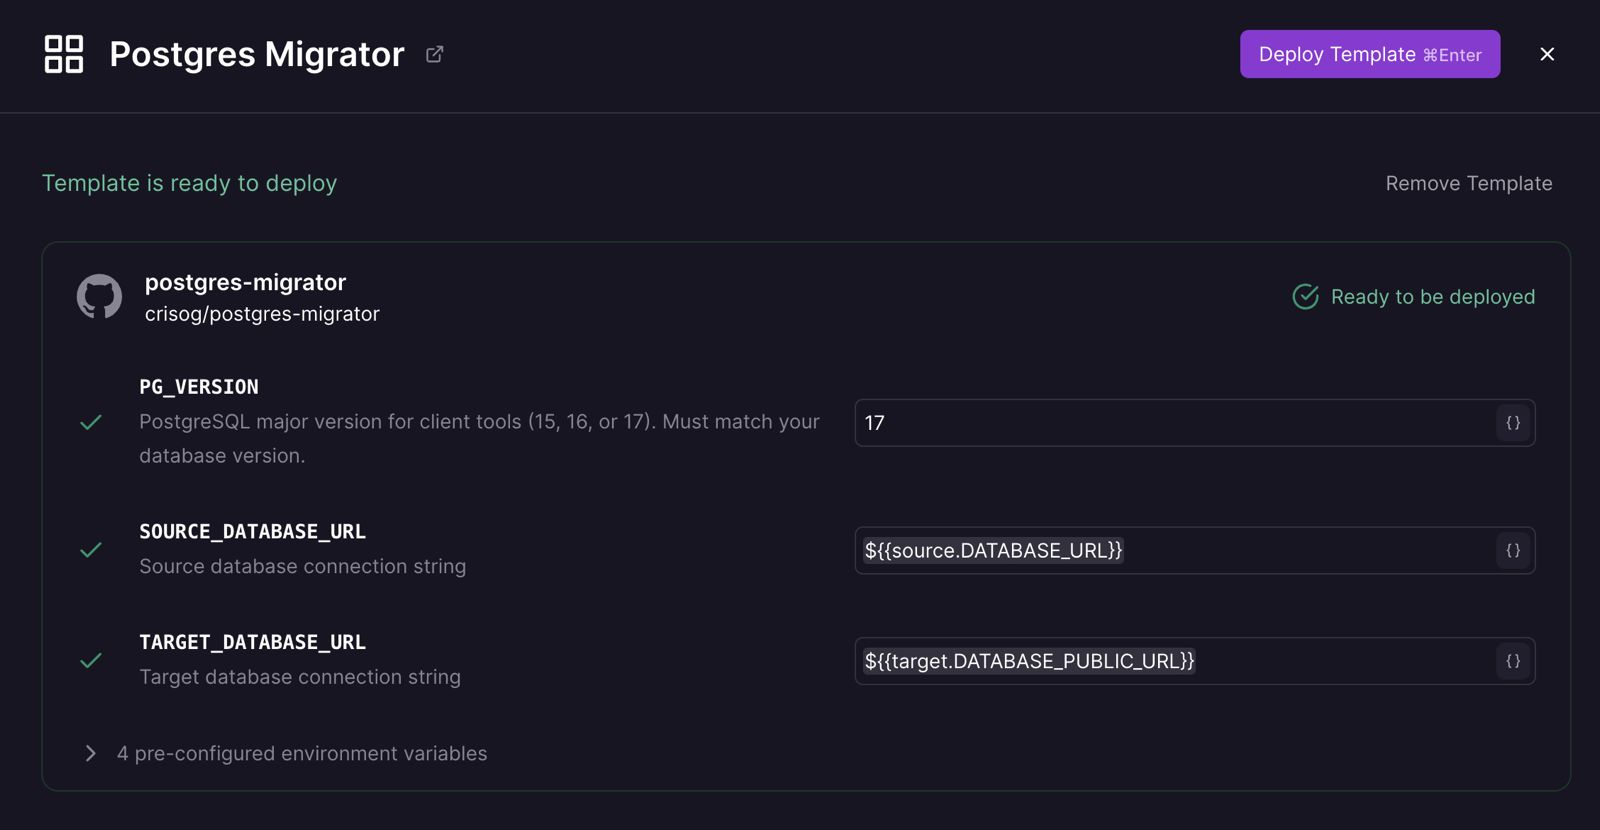 Postgres Migrator
Deploy Template ⌘Enter
Template is ready to deploy
Remove Template
postgres-migrator
crisog/postgres-migrator
Ready to be deployed
PG_VERSION
PostgreSQL major version for client tools (15, 16, or 17). Must match your
database version.
17
{}
SOURCE_DATABASE_URL
Source database connection string
${{source.DATABASE_URL}}
{}
TARGET_DATABASE_URL
Target database connection string
${{target.DATABASE_PUBLIC_URL}}
{}
4 pre-configured environment variables